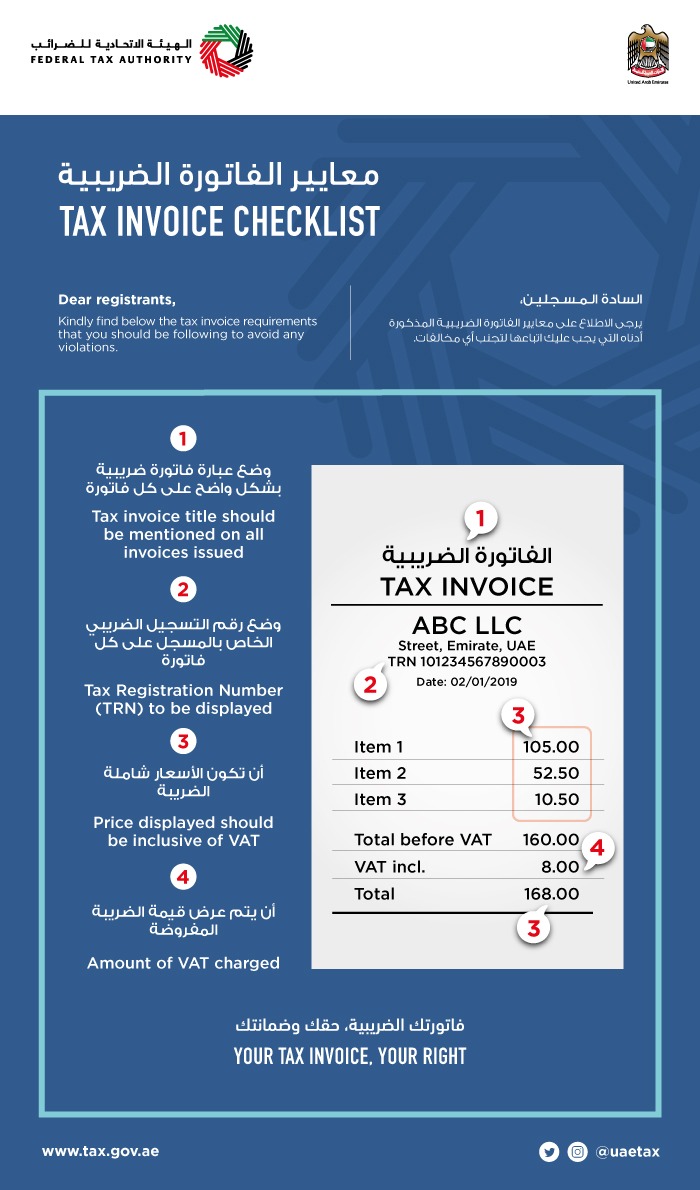 الهيئة الاتحادية للضرائب
FEDERAL TAX AUTHORITY
United Arab Emirates
معايير الفاتورة الضريبية
TAX INVOICE CHECKLIST
Dear registrants,
Kindly find below the tax invoice requirements
that you should be following to avoid any
violations.
السادة المسجلين،
يرجى الاطلاع على معايير الفاتورة الضريبية المذكورة
أدناه التي يجب عليك اتباعها لتجنب أي مخالفات.
1
وضع عبارة فاتورة ضريبية
بشكل واضح على كل فاتورة
Tax invoice title should
be mentioned on all
invoices issued
2
وضع رقم التسجيل الضريبي
الخاص بالمسجل على كل
فاتورة
Tax Registration Number
(TRN) to be displayed
3
أن تكون الأسعار شاملة
الضريبة
Price displayed should
be inclusive of VAT
4
أن يتم عرض قيمة الضريبة
المفروضة
Amount of VAT charged
1
الفاتورة الضريبية
TAX INVOICE
ABC LLC
Street, Emirate, UAE
TRN 101234567890003
2
Date: 02/01/2019
3
Item 1 105.00
Item 2 52.50
Item 3 10.50
Total before VAT 160.00
4
VAT incl. 8.00
Total 168.00
3
فاتورتك الضريبية، حقك وضمانتك
YOUR TAX INVOICE, YOUR RIGHT
www.tax.gov.ae
@uaetax